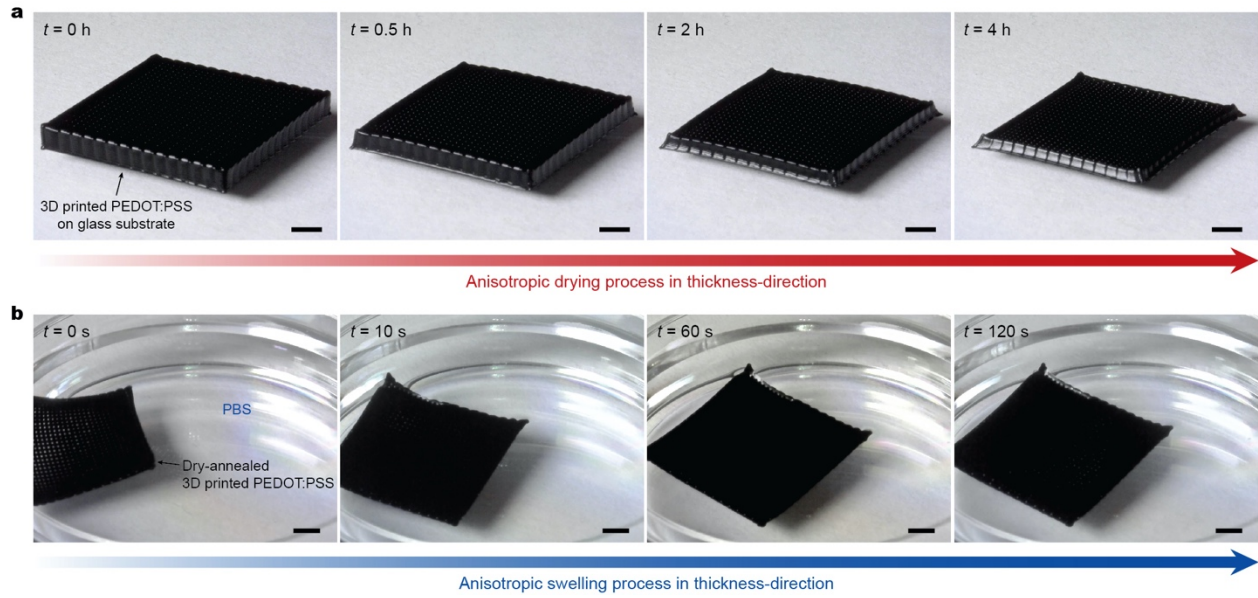 a
t = 0 h
t = 0.5 h
t = 2 h
t = 4 h
3D printed PEDOT:PSS
on glass substrate
Anisotropic drying process in thickness-direction
b
t = 0 s
t = 10 s
t = 60 s
t = 120 s
PBS
Dry-annealed
3D printed PEDOT:PSS
Anisotropic swelling process in thickness-direction